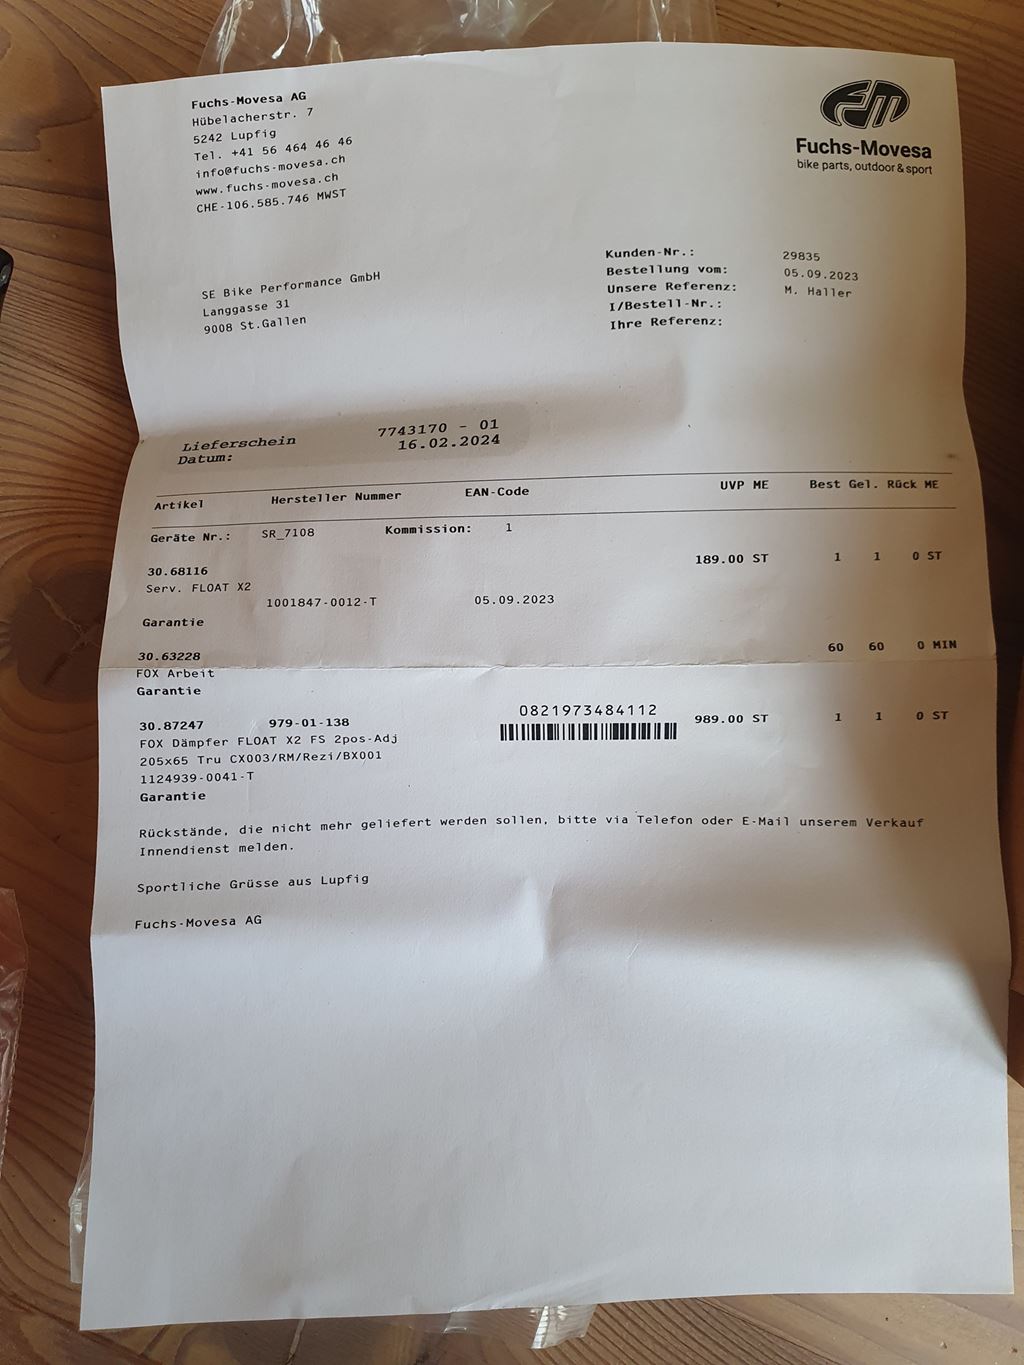 Fuchs-Movesa AG
Hübelacherstr. 7
5242 Lupfig
Tel. +41 56 464 46 46
info@fuchs-movesa.ch
www.fuchs-movesa.ch
CHE-106.585.746 MWST
Fuchs-Movesa
bike parts, outdoor & sport
SE Bike Performance GmbH
Langgasse 31
9008 St.Gallen
Kunden-Nr.: 29835
Bestellung vom: 05.09.2023
Unsere Referenz: M. Haller
I/Bestell-Nr.:
Ihre Referenz:
Lieferschein 7743170 - 01
Datum: 16.02.2024
Artikel Hersteller Nummer EAN-Code UVP ME Best Gel. Rück ME
Geräte Nr.: SR_7108 Kommission: 1
30.68116 189.00 ST 1 1 0 ST
Serv. FLOAT X2
1001847-0012-T 05.09.2023
Garantie
30.63228 60 60 0 MIN
FOX Arbeit
Garantie
30.87247 979-01-138 0821973484112 989.00 ST 1 1 0 ST
FOX Dämpfer FLOAT X2 FS 2pos-Adj
205x65 Tru CX003/RM/Rezi/BX001
1124939-0041-T
Garantie
Rückstände, die nicht mehr geliefert werden sollen, bitte via Telefon oder E-Mail unserem Verkauf
Innendienst melden.
Sportliche Grüsse aus Lupfig
Fuchs-Movesa AG